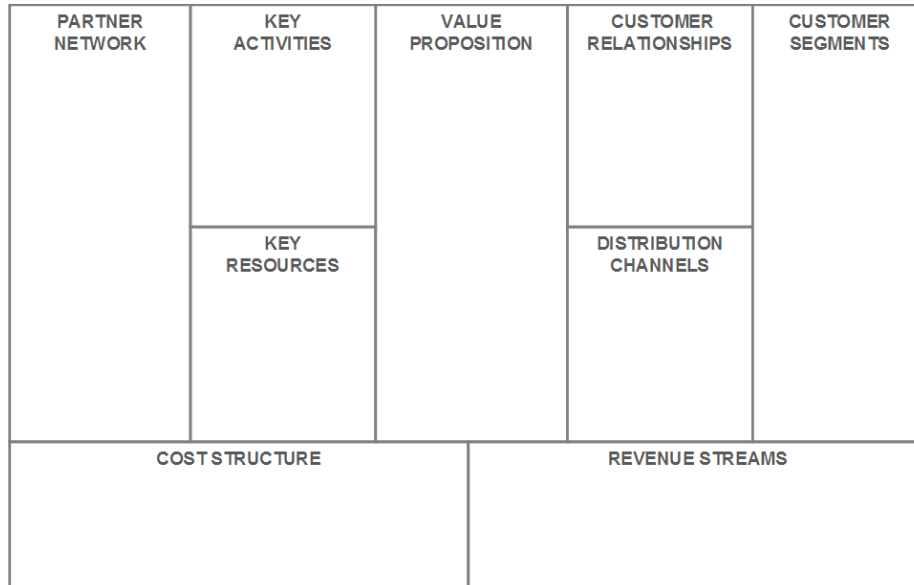 PARTNER
NETWORK
KEY
ACTIVITIES
VALUE
PROPOSITION
CUSTOMER
RELATIONSHIPS
CUSTOMER
SEGMENTS
KEY
RESOURCES
DISTRIBUTION
CHANNELS
COST STRUCTURE
REVENUE STREAMS